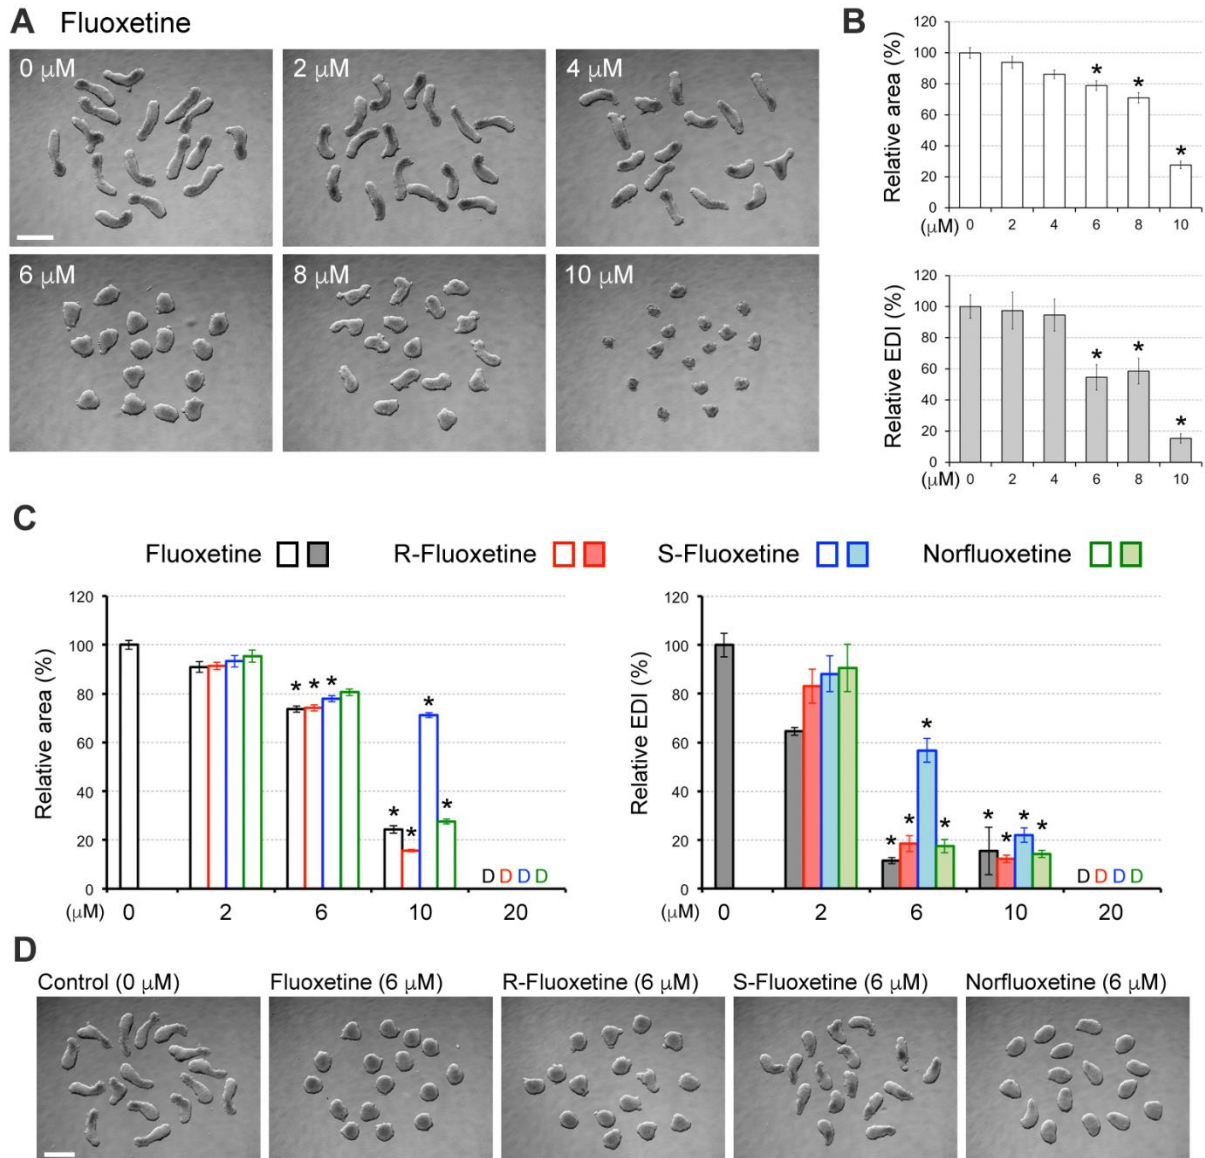 A Fluoxetine
0 μM
2 μM
4 μM
6 μM
8 μM
10 μM
B
Relative area (%)
120
100
80
60
40
20
0
(μM) 0 2 4 6 8 10
* * *
Relative EDI (%)
120
100
80
60
40
20
0
(μM) 0 2 4 6 8 10
* * *
C
Fluoxetine R-Fluoxetine S-Fluoxetine Norfluoxetine
Relative area (%)
120
100
80
60
40
20
0
* * *
* * * *
D D D D
(μM) 0 2 6 10 20
Relative EDI (%)
120
100
80
60
40
20
0
* * * *
* * * *
D D D D
(μM) 0 2 6 10 20
D
Control (0 μM) Fluoxetine (6 μM) R-Fluoxetine (6 μM) S-Fluoxetine (6 μM) Norfluoxetine (6 μM)